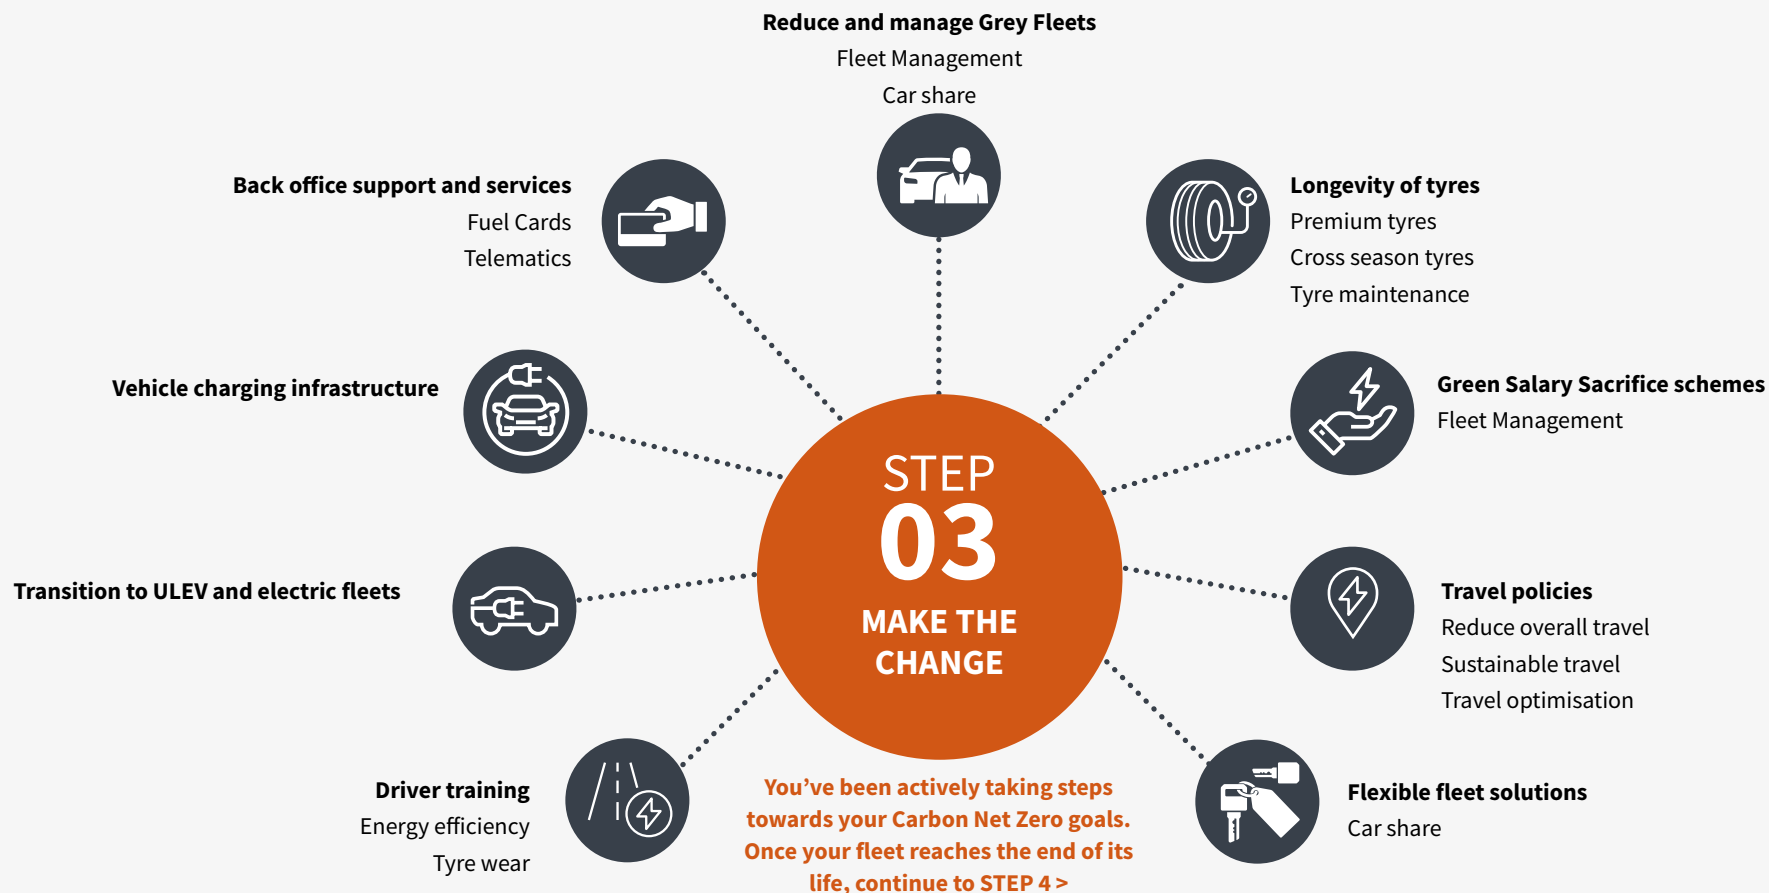 Reduce and manage Grey Fleets
Fleet Management
Car share
Back office support and services
Fuel Cards
Telematics
Longevity of tyres
Premium tyres
Cross season tyres
Tyre maintenance
Vehicle charging infrastructure
Green Salary Sacrifice schemes
Fleet Management
STEP
03
MAKE THE
CHANGE
Transition to ULEV and electric fleets
Travel policies
Reduce overall travel
Sustainable travel
Travel optimisation
Driver training
Energy efficiency
Tyre wear
You’ve been actively taking steps
towards your Carbon Net Zero goals.
Once your fleet reaches the end of its
life, continue to STEP 4 >
Flexible fleet solutions
Car share